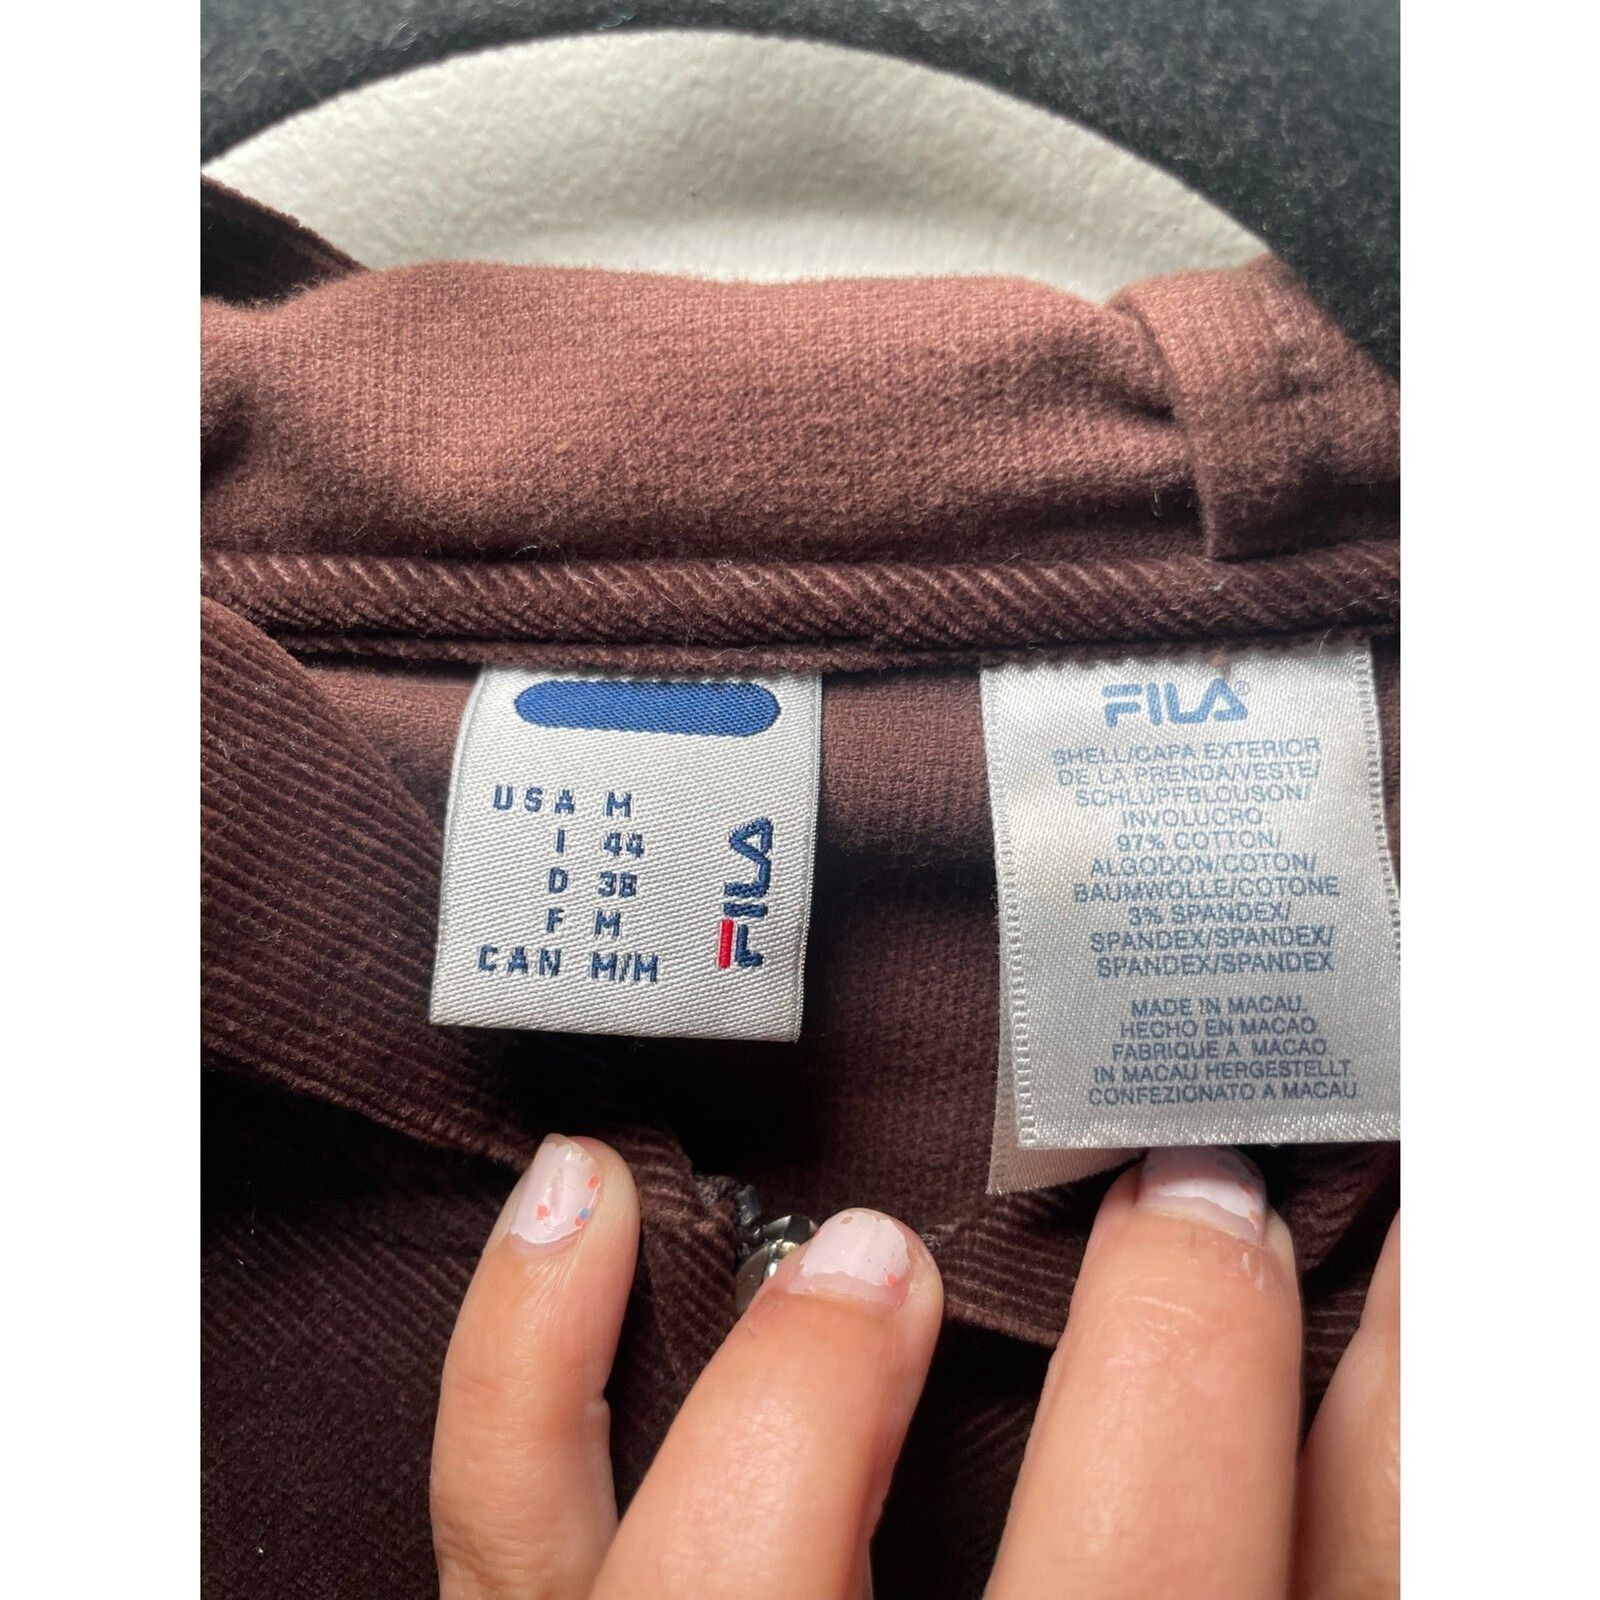 USA M
I 44
D 38
F M
CAN M/M
FILA
FILA®
SHELL/CAPA EXTERIOR
DE LA PRENDA/VESTE/
SCHLUPFBLOUSON/
INVOLUCRO
97% COTTON/
ALGODON/COTON/
BAUMWOLLE/COTONE
3% SPANDEX/
SPANDEX/SPANDEX/
SPANDEX/SPANDEX
MADE IN MACAU.
HECHO EN MACAO.
FABRIQUE A MACAO.
IN MACAU HERGESTELLT.
CONFEZIONATO A MACAU.